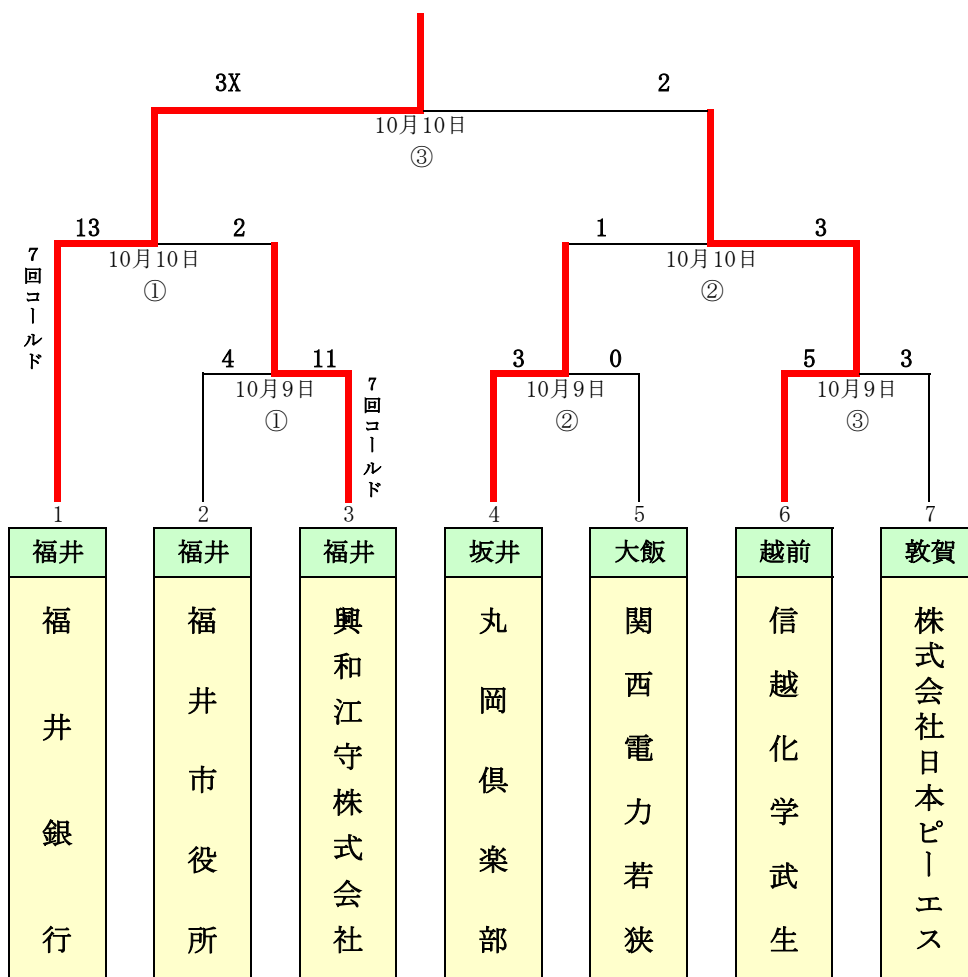 3X
2
10月10日
③
13
2
1
3
7回コールド
10月10日
①
10月10日
②
4
11
3
0
5
3
10月9日
①
7回コールド
10月9日
②
10月9日
③
1
2
3
4
5
6
7
福井
福井
福井
坂井
大飯
越前
敦賀
福井銀行
福井市役所
興和江守株式会社
丸岡倶楽部
関西電力若狭
信越化学武生
株式会社日本ピーエス